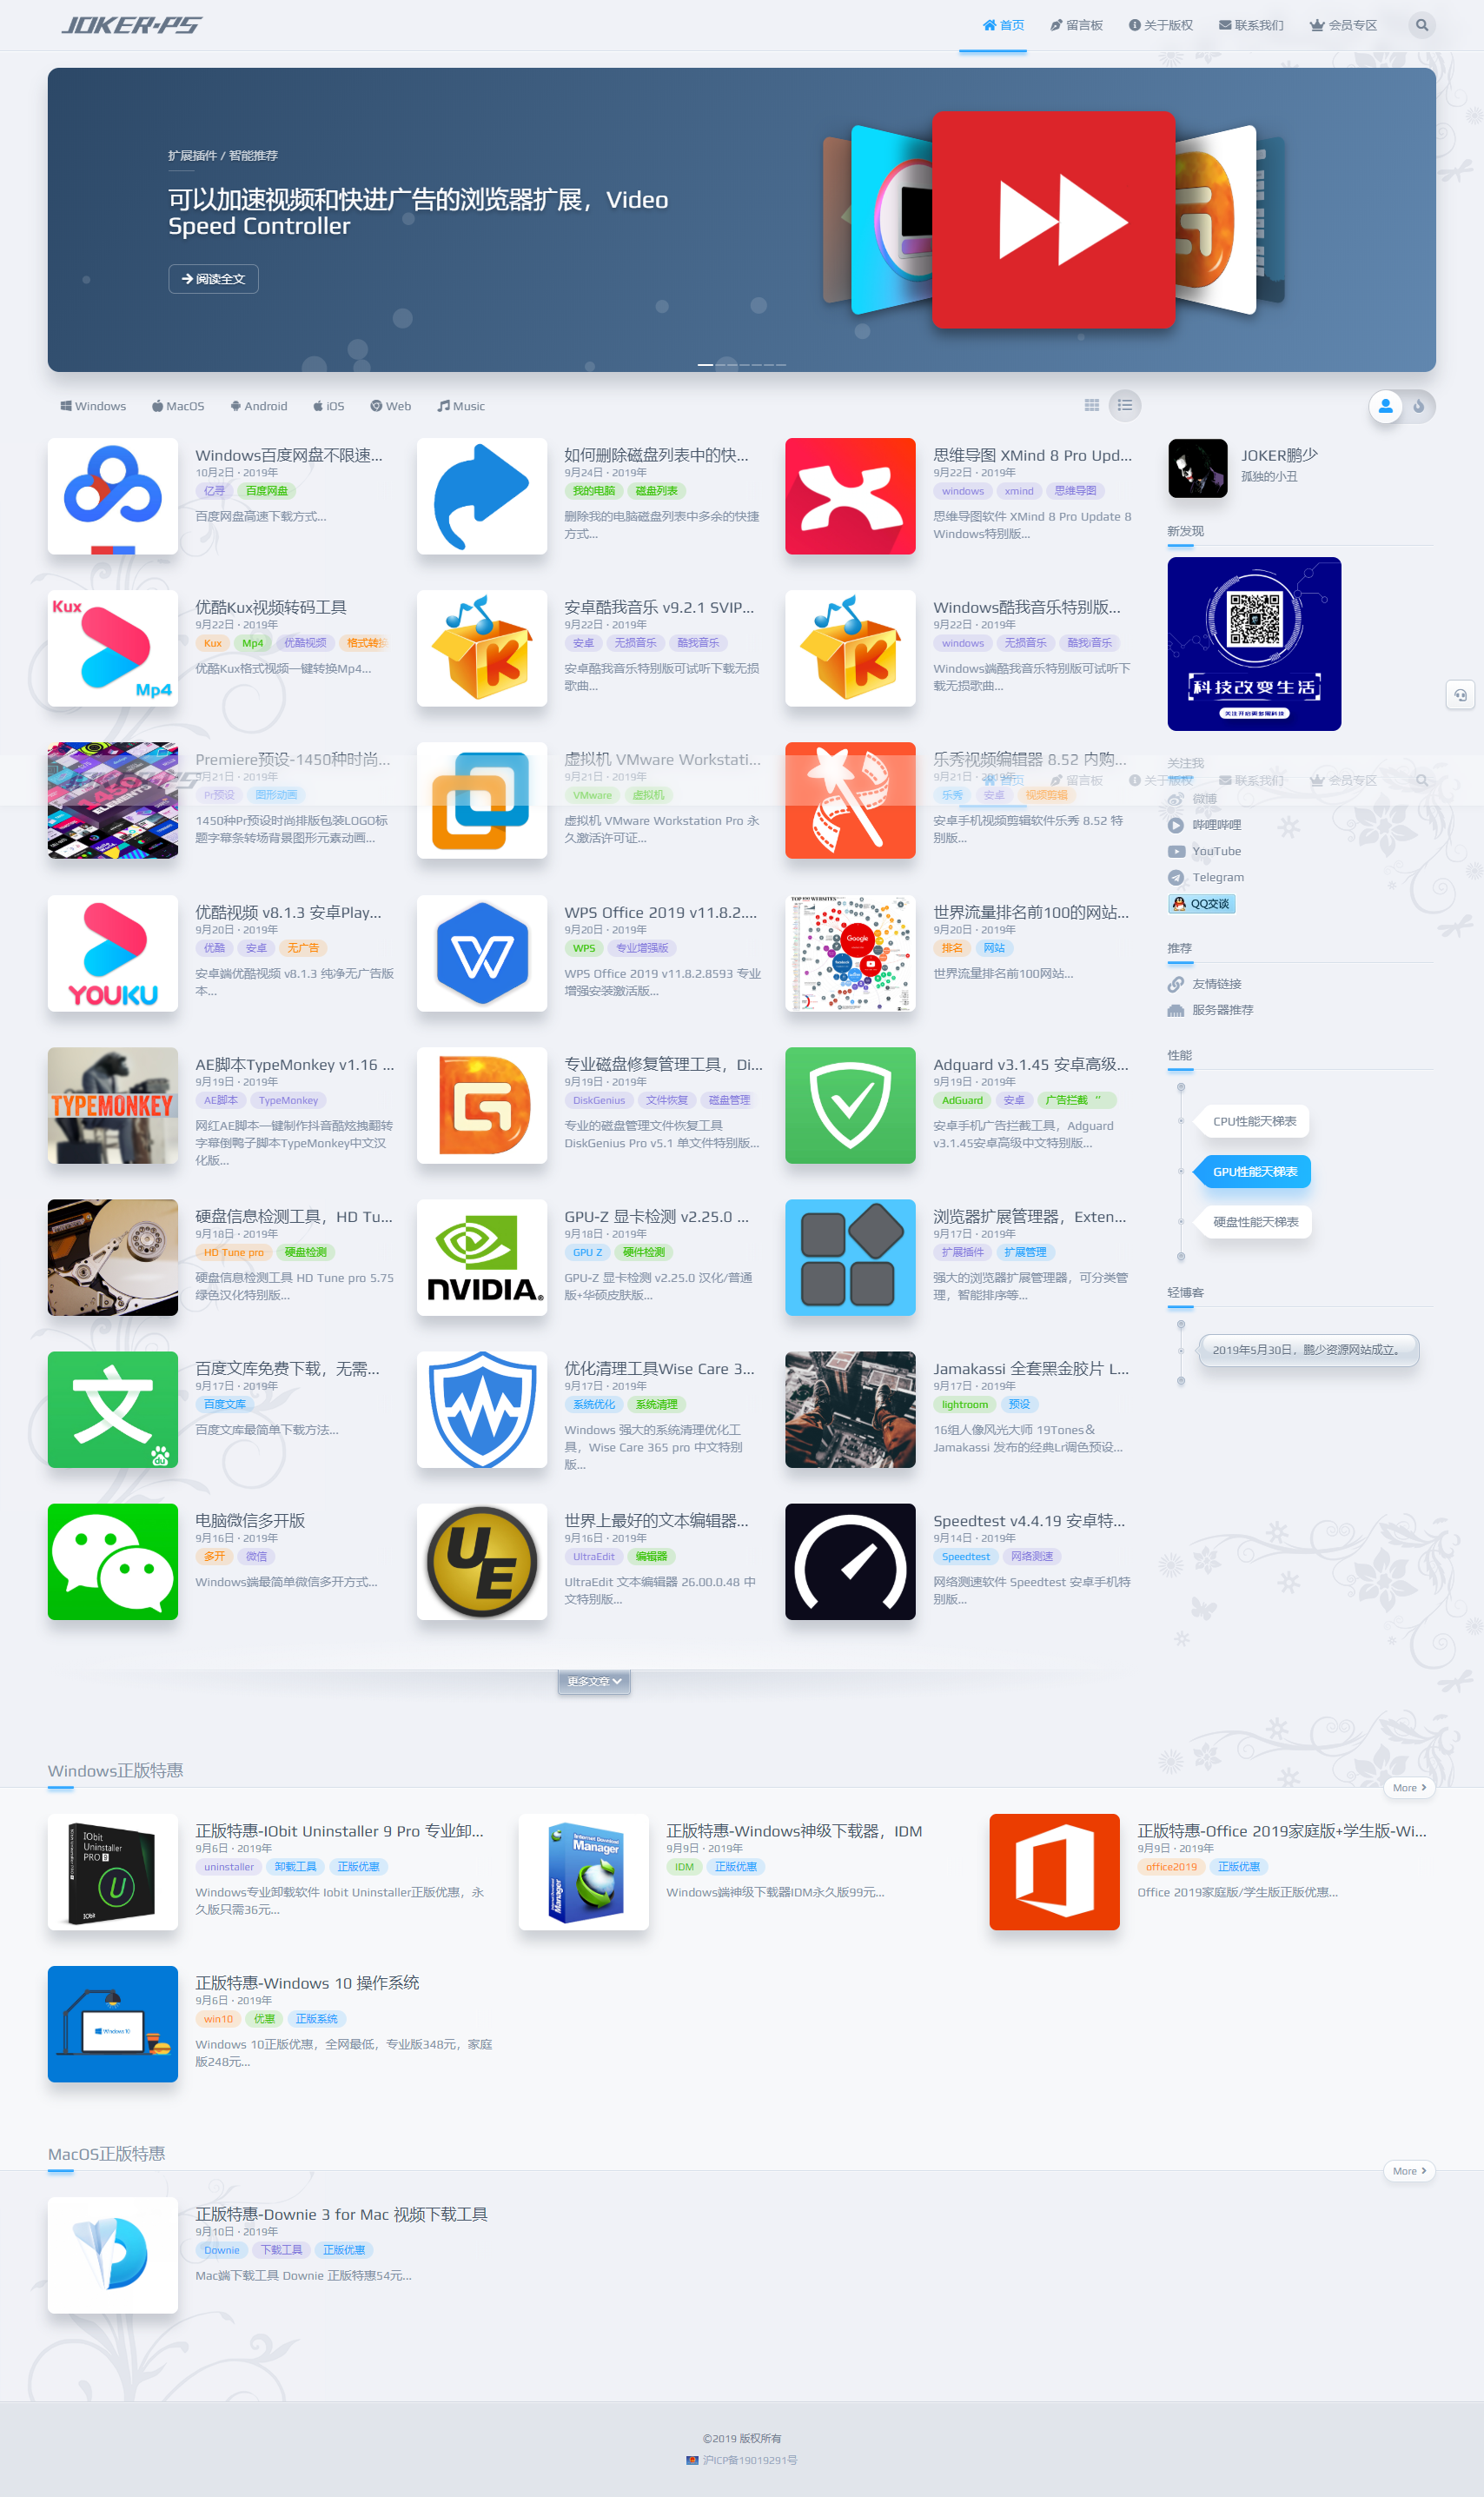 JOKER·PS
首页
留言板
关于版权
联系我们
会员专区
扩展插件 / 智能推荐
可以加速视频和快进广告的浏览器扩展，Video
Speed Controller
阅读全文
Windows
MacOS
Android
iOS
Web
Music
Windows百度网盘不限速...
10月2日 · 2019年
亿寻 百度网盘
百度网盘高速下载方式...
如何删除磁盘列表中的快...
9月24日 · 2019年
我的电脑 磁盘列表
删除我的电脑磁盘列表中多余的快捷
方式...
思维导图 XMind 8 Pro Upd...
9月22日 · 2019年
windows xmind 思维导图
思维导图软件 XMind 8 Pro Update 8
Windows特别版...
Kux
Mp4
优酷Kux视频转码工具
9月22日 · 2019年
Kux Mp4 优酷视频 格式转换
优酷Kux格式视频一键转换Mp4...
安卓酷我音乐 v9.2.1 SVIP...
9月22日 · 2019年
安卓 无损音乐 酷我音乐
安卓酷我音乐特别版可试听下载无损
歌曲...
Windows酷我音乐特别版...
9月22日 · 2019年
windows 无损音乐 酷我音乐
Windows端酷我音乐特别版可试听下
载无损歌曲...
Premiere预设-1450种时尚...
9月21日 · 2019年
Pr预设 图形动画
1450种Pr预设时尚排版包装LOGO标
题字幕条转场背景图形元素动画...
虚拟机 VMware Workstati...
9月21日 · 2019年
VMware 虚拟机
虚拟机 VMware Workstation Pro 永
久激活许可证...
乐秀视频编辑器 8.52 内购...
9月21日 · 2019年
乐秀 安卓 视频剪辑
安卓手机视频剪辑软件乐秀 8.52 特
别版...
首页
留言板
关于版权
联系我们
会员专区
YOUKU
优酷视频 v8.1.3 安卓Play...
9月20日 · 2019年
优酷 安卓 无广告
安卓端优酷视频 v8.1.3 纯净无广告版
本...
WPS Office 2019 v11.8.2....
9月20日 · 2019年
WPS 专业增强版
WPS Office 2019 v11.8.2.8593 专业
增强安装激活版...
Google
世界流量排名前100的网站...
9月20日 · 2019年
排名 网站
世界流量排名前100网站...
TYPEMONKEY
AE脚本TypeMonkey v1.16 ...
9月19日 · 2019年
AE脚本 TypeMonkey
网红AE脚本一键制作抖音酷炫拽翻转
字幕倒鸭子脚本TypeMonkey中文汉
化版...
专业磁盘修复管理工具，Di...
9月19日 · 2019年
DiskGenius 文件恢复 磁盘管理
专业的磁盘管理文件恢复工具
DiskGenius Pro v5.1 单文件特别版...
Adguard v3.1.45 安卓高级...
9月19日 · 2019年
AdGuard 安卓 广告拦截 ”
安卓手机广告拦截工具，Adguard
v3.1.45安卓高级中文特别版...
硬盘信息检测工具，HD Tu...
9月18日 · 2019年
HD Tune pro 硬盘检测
硬盘信息检测工具 HD Tune pro 5.75
绿色汉化特别版...
NVIDIA.
GPU-Z 显卡检测 v2.25.0 ...
9月18日 · 2019年
GPU Z 硬件检测
GPU-Z 显卡检测 v2.25.0 汉化/普通
版+华硕皮肤版...
浏览器扩展管理器，Exten...
9月17日 · 2019年
扩展插件 扩展管理
强大的浏览器扩展管理器，可分类管
理，智能排序等...
文
du
百度文库免费下载，无需...
9月17日 · 2019年
百度文库
百度文库最简单下载方法...
优化清理工具Wise Care 3...
9月17日 · 2019年
系统优化 系统清理
Windows 强大的系统清理优化工
具，Wise Care 365 pro 中文特别
版...
Jamakassi 全套黑金胶片 L...
9月17日 · 2019年
lightroom 预设
16组人像风光大师 19Tones＆
Jamakassi 发布的经典Lr调色预设...
电脑微信多开版
9月16日 · 2019年
多开 微信
Windows端最简单微信多开方式...
UE
世界上最好的文本编辑器...
9月16日 · 2019年
UltraEdit 编辑器
UltraEdit 文本编辑器 26.00.0.48 中
文特别版...
Speedtest v4.4.19 安卓特...
9月14日 · 2019年
Speedtest 网络测速
网络测速软件 Speedtest 安卓手机特
别版...
更多文章
JOKER鹏少
孤独的小丑
新发现
科技改变生活
关注我
微博
哔哩哔哩
YouTube
Telegram
QQ交谈
推荐
友情链接
服务器推荐
性能
CPU性能天梯表
GPU性能天梯表
硬盘性能天梯表
轻博客
2019年5月30日，鹏少资源网站成立。
Windows正版特惠
More
IObit
Uninstaller
PRO 9
IObit
正版特惠-IObit Uninstaller 9 Pro 专业卸...
9月6日 · 2019年
uninstaller 卸载工具 正版优惠
Windows专业卸载软件 Iobit Uninstaller正版优惠，永
久版只需36元...
Internet Download
Manager
正版特惠-Windows神级下载器，IDM
9月9日 · 2019年
IDM 正版优惠
Windows端神级下载器IDM永久版99元...
正版特惠-Office 2019家庭版+学生版-Wi...
9月9日 · 2019年
office2019 正版优惠
Office 2019家庭版/学生版正版优惠...
Windows 10
正版特惠-Windows 10 操作系统
9月6日 · 2019年
win10 优惠 正版系统
Windows 10正版优惠，全网最低，专业版348元，家庭
版248元...
MacOS正版特惠
More
正版特惠-Downie 3 for Mac 视频下载工具
9月10日 · 2019年
Downie 下载工具 正版优惠
Mac端下载工具 Downie 正版特惠54元...
©2019 版权所有
沪ICP备19019291号